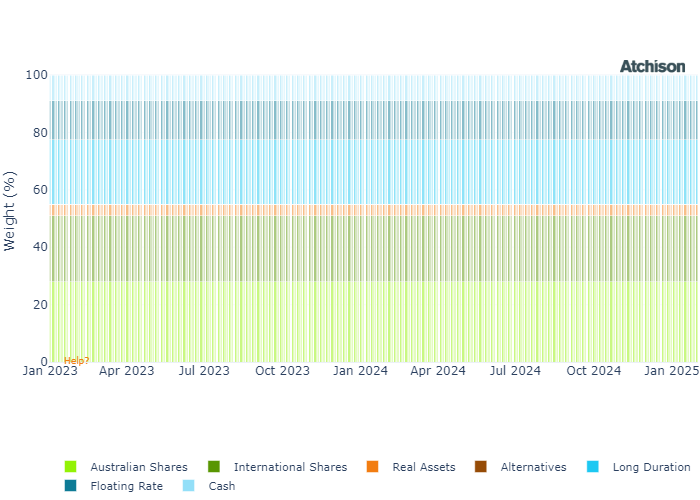 Atchison
100
80
60
40
20
0
Weight (%)
Help?
Jan 2023 Apr 2023 Jul 2023 Oct 2023 Jan 2024 Apr 2024 Jul 2024 Oct 2024 Jan 2025
Australian Shares International Shares Real Assets Alternatives Long Duration
Floating Rate Cash